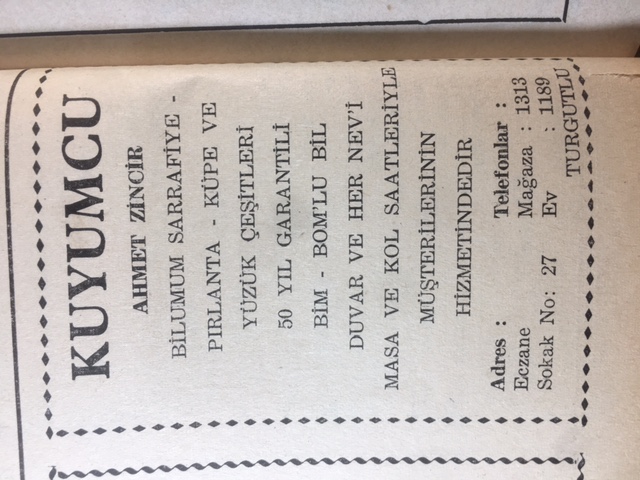 KUYUMCU
AHMET ZİNCİR
BİLUMUM SARRAFİYE -
PIRLANTA - KÜPE VE
YÜZÜK ÇEŞİTLERİ
50 YIL GARANTİLİ
BİM - BOM'LU BİL
DUVAR VE HER NEV'İ
MASA VE KOL SAATLERİYLE
MÜŞTERİLERİNİN
HİZMETİNDEDİR
Adres : Telefonlar :
Eczane Mağaza : 1313
Sokak No: 27 Ev : 1189
TURGUTLU